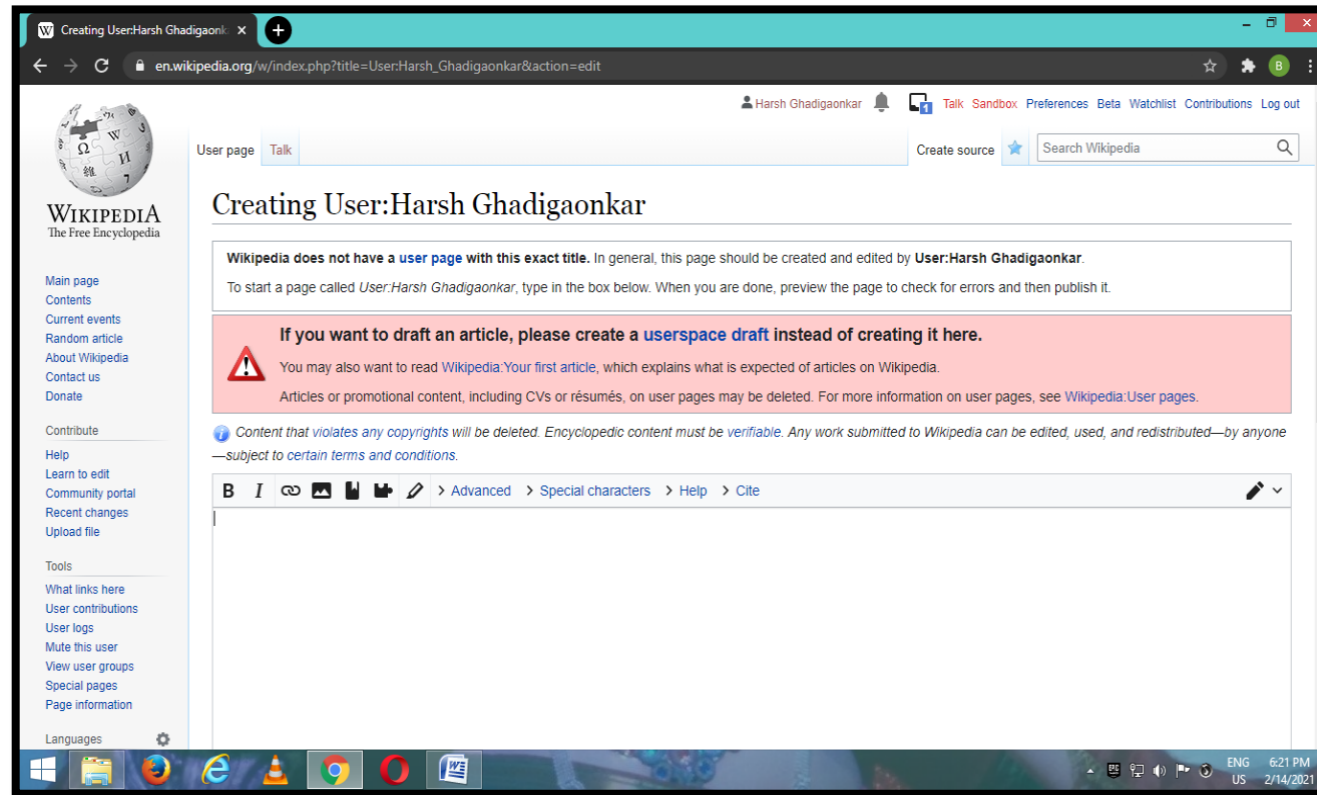 Creating User:Harsh Ghadigaonk
en.wikipedia.org/w/index.php?title=User:Harsh_Ghadigaonkar&action=edit
B
Harsh Ghadigaonkar 1 Talk Sandbox Preferences Beta Watchlist Contributions Log out
User page Talk Create source Search Wikipedia
WIKIPEDIA
The Free Encyclopedia
Main page
Contents
Current events
Random article
About Wikipedia
Contact us
Donate
Contribute
Help
Learn to edit
Community portal
Recent changes
Upload file
Tools
What links here
User contributions
User logs
Mute this user
View user groups
Special pages
Page information
Languages
Creating User:Harsh Ghadigaonkar
Wikipedia does not have a user page with this exact title. In general, this page should be created and edited by User:Harsh Ghadigaonkar.
To start a page called User:Harsh Ghadigaonkar, type in the box below. When you are done, preview the page to check for errors and then publish it.
If you want to draft an article, please create a userspace draft instead of creating it here.
You may also want to read Wikipedia:Your first article, which explains what is expected of articles on Wikipedia.
Articles or promotional content, including CVs or résumés, on user pages may be deleted. For more information on user pages, see Wikipedia:User pages.
Content that violates any copyrights will be deleted. Encyclopedic content must be verifiable. Any work submitted to Wikipedia can be edited, used, and redistributed—by anyone
—subject to certain terms and conditions.
B I > Advanced > Special characters > Help > Cite
ENG 6:21 PM
US 2/14/2021